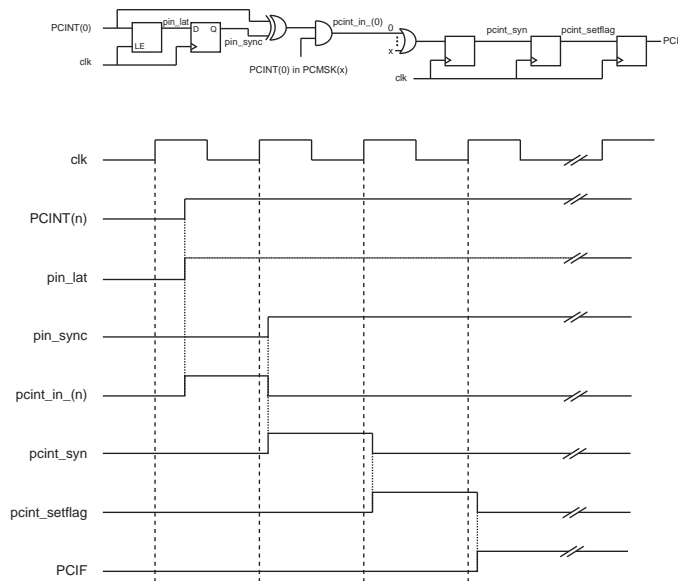 PCINT(0)
pin_lat
LE
D Q
pin_sync
clk
PCINT(0) in PCMSK(x)
pcint_in_(0)
0
x
clk
pcint_syn
pcint_setflag
PCI
clk
PCINT(n)
pin_lat
pin_sync
pcint_in_(n)
pcint_syn
pcint_setflag
PCIF